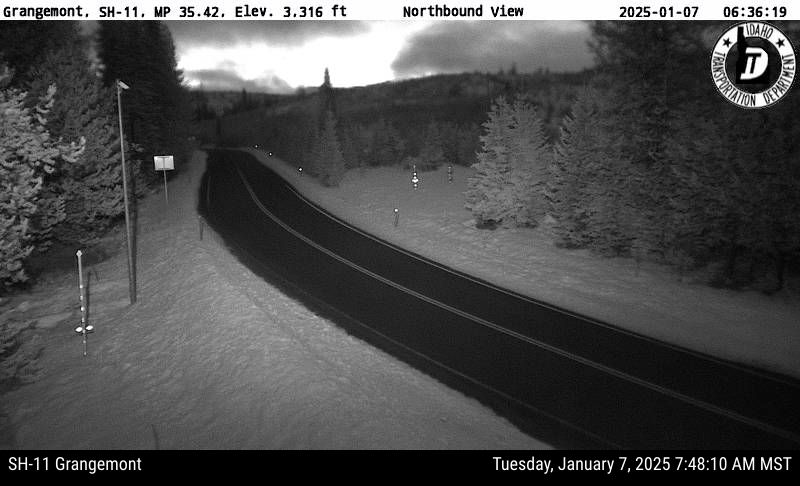 Grangemont, SH-11, MP 35.42, Elev. 3,316 ft Northbound View 2025-01-07 06:36:19
IDAHO
TRANSPORTATION DEPARTMENT
SH-11 Grangemont Tuesday, January 7, 2025 7:48:10 AM MST